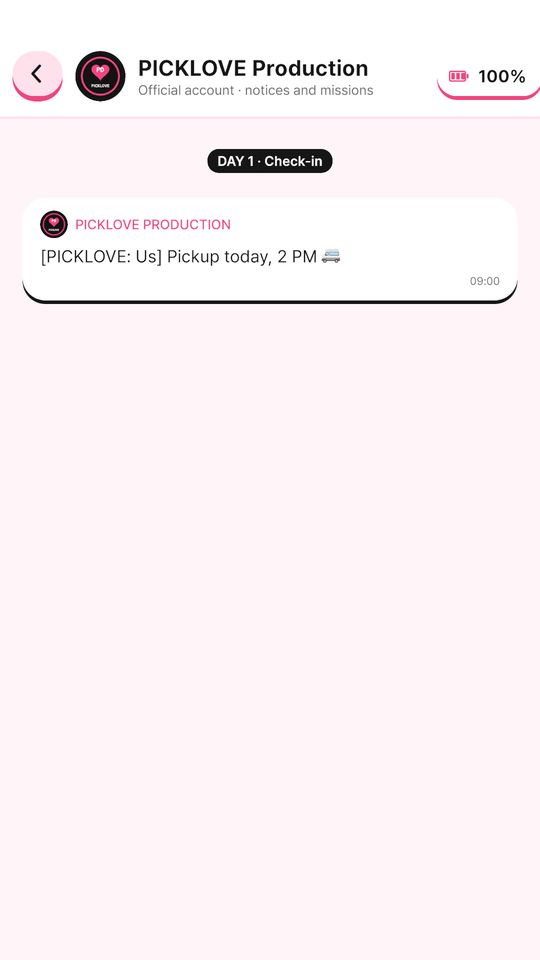 PICKLOVE Production
Official account · notices and missions
100%
DAY 1 · Check-in
PICKLOVE PRODUCTION
[PICKLOVE: Us] Pickup today, 2 PM 🚐
09:00